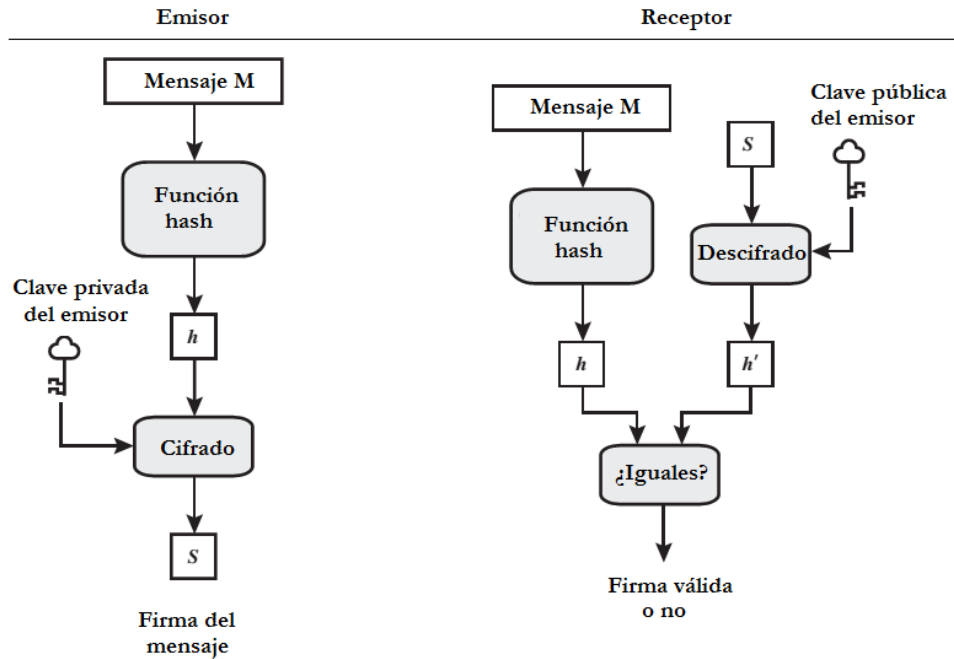 Emisor
Mensaje M
Función
hash
Clave privada
del emisor
h
Cifrado
S
Firma del
mensaje
Receptor
Mensaje M
Función
hash
h
Clave pública
del emisor
S
Descifrado
h'
¿Iguales?
Firma válida
o no